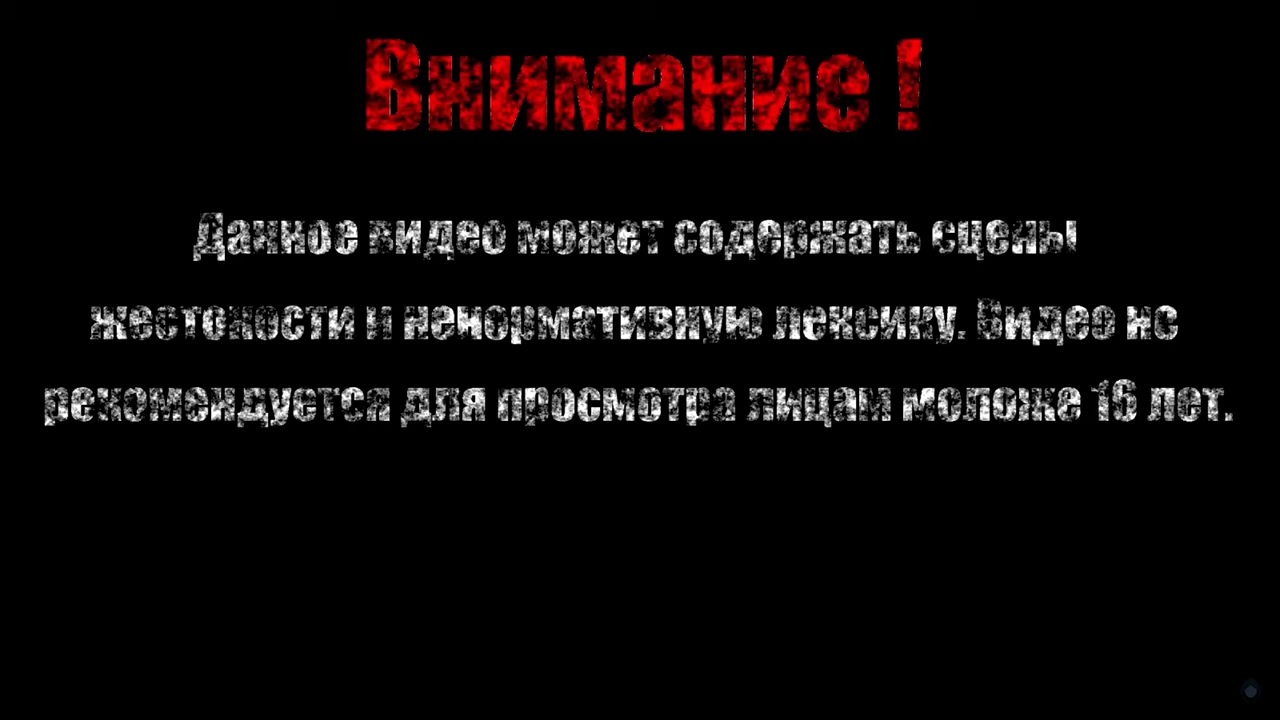 Внимание !
Данное видео может содержать сцены
жестокости и ненормативную лексику. Видео не
рекомендуется для просмотра лицам моложе 16 лет.